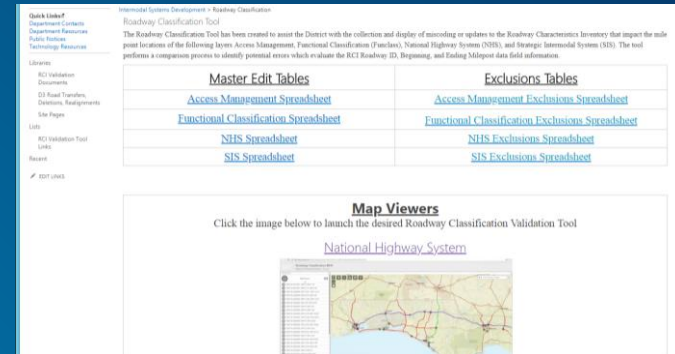 Quick Links?
Department Contacts
Department Resources
Public Notices
Technology Resources
Libraries
RCI Validation
Documents
D3 Road Transfers,
Deletions, Realignments
Site Pages
Lists
RCI Validation Tool
Links
Recent
EDIT LINKS
Intermodal Systems Development > Roadway Classification
Roadway Classification Tool
The Roadway Classification Tool has been created to assist the District with the collection and display of miscoding or updates to the Roadway Characteristics Inventory that impact the mile
point locations of the following layers Access Management, Functional Classification (Funclass), National Highway System (NHS), and Strategic Intermodal System (SIS). The tool
performs a comparison process to identify potential errors which evaluate the RCI Roadway ID, Beginning, and Ending Milepost data field information.
Master Edit Tables
Exclusions Tables
Access Management Spreadsheet
Access Management Exclusions Spreadsheet
Functional Classification Spreadsheet
Functional Classification Exclusions Spreadsheet
NHS Spreadsheet
NHS Exclusions Spreadsheet
SIS Spreadsheet
SIS Exclusions Spreadsheet
Map Viewers
Click the image below to launch the desired Roadway Classification Validation Tool
National Highway System